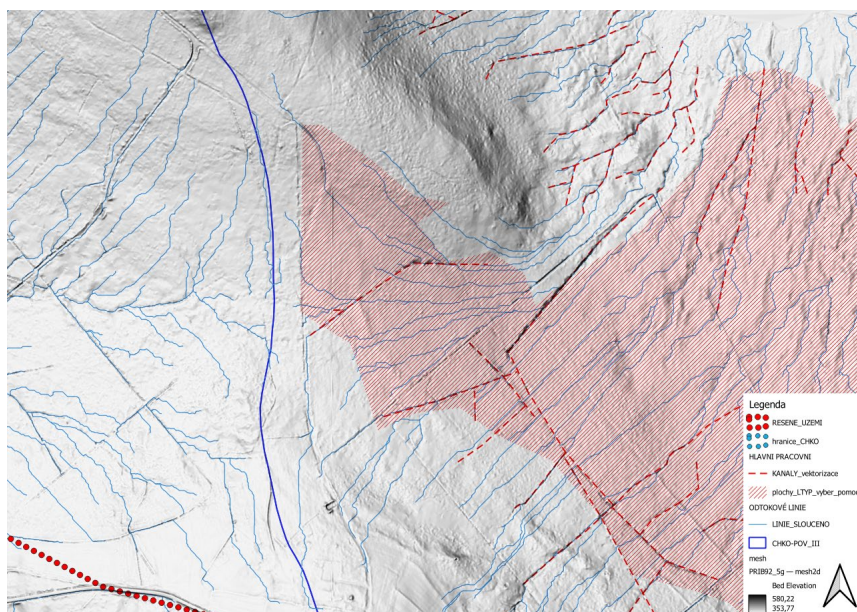 Legenda
RESENE_UZEMI
hranice_CHKO
HLAVNI PRACOVNI
KANALY_vektorizace
plochy_LTYP_vyber_pomoc
ODTOKOVÉ LINIE
LINIE_SLOUCENO
CHKO-POV_III
mesh
PRIB92_5g — mesh2d
Bed Elevation
580,22
353,77